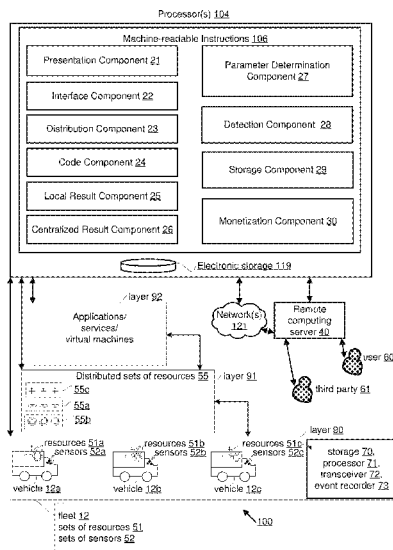 Processor(s) 104
Machine-readable Instructions 106
Presentation Component 21
Interface Component 22
Distribution Component 23
Code Component 24
Local Result Component 25
Centralized Result Component 26
Parameter Determination
Component 27
Detection Component 28
Storage Component 29
Monetization Component 30
Electronic storage 119
layer 92
Applications/
services/
virtual machines
Network(s)
121
Remote
computing
server
40
user 60
third party 61
Distributed sets of resources 55
layer 91
55c
55a
55b
layer 90
resources 51a
sensors 52a
resources 51b
sensors 52b
resources 51c
sensors 52c
vehicle 12a
vehicle 12b
vehicle 12c
storage 70,
processor
71,
transceiver
72,
event recorder
73
fleet 12
sets of resources 51
sets of sensors 52
100